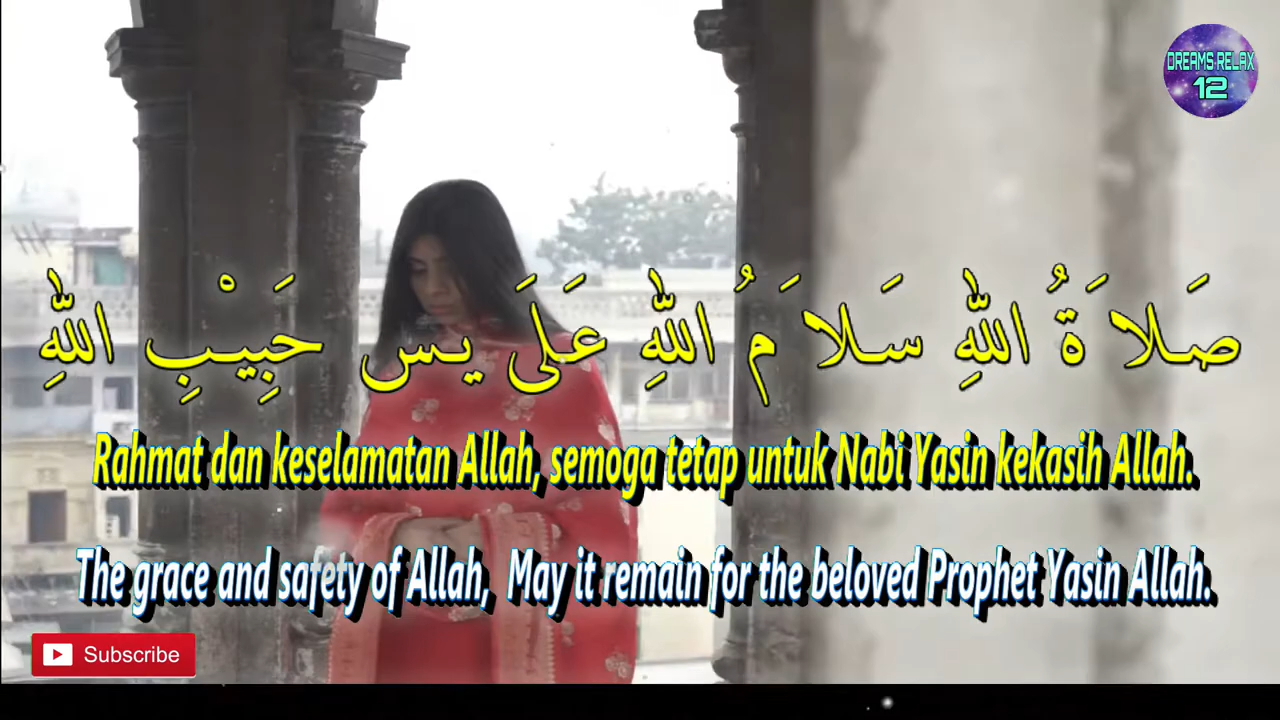 DREAMS RELAX
12
صَلاَةُ اللهِ سَلاَمُ اللهِ عَلَى يس حَبِيْبِ اللهِ
Rahmat dan keselamatan Allah, semoga tetap untuk Nabi Yasin kekasih Allah.
The grace and safety of Allah, May it remain for the beloved Prophet Yasin Allah.
Subscribe